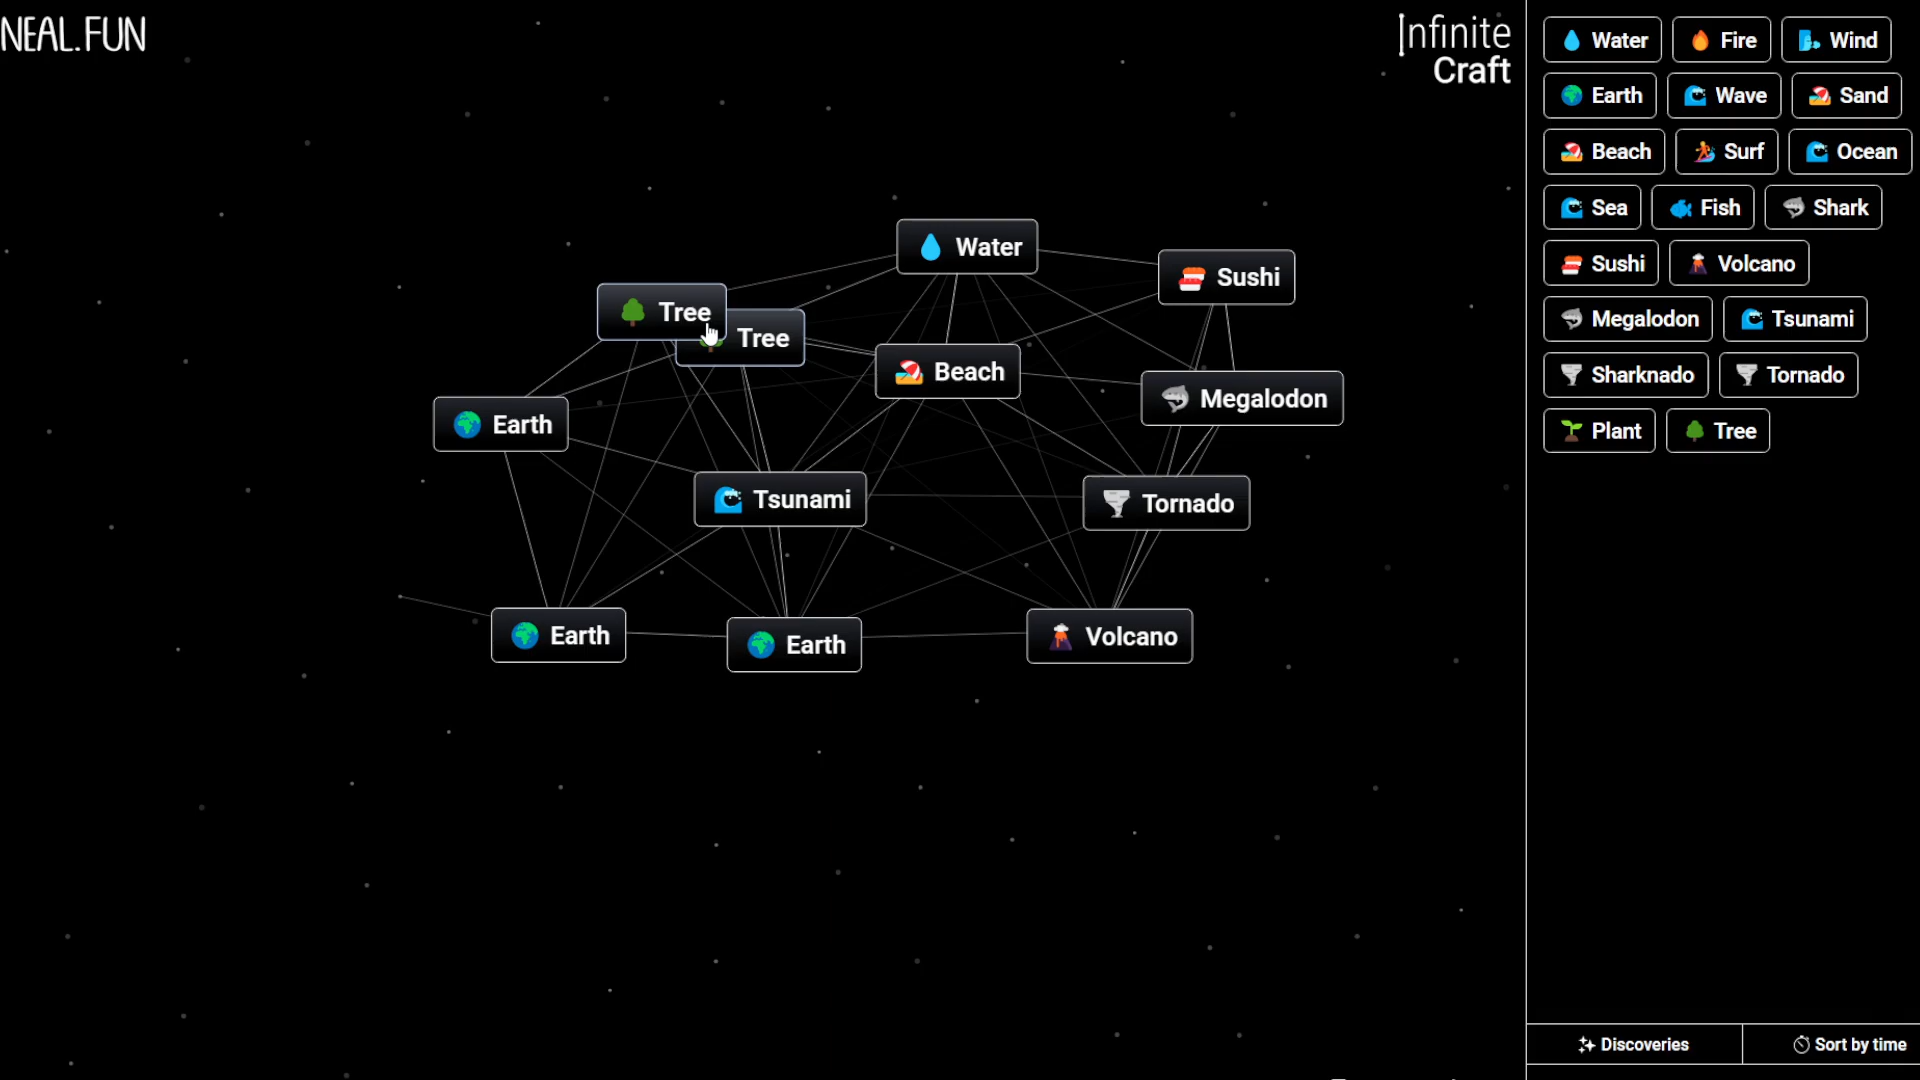 NEAL.FUN
Infinite
Craft
Water
Sushi
Tree
Tree
Beach
Megalodon
Earth
Tsunami
Tornado
Earth
Earth
Volcano
Water Fire Wind
Earth Wave Sand
Beach Surf Ocean
Sea Fish Shark
Sushi Volcano
Megalodon Tsunami
Sharknado Tornado
Plant Tree
Discoveries Sort by time